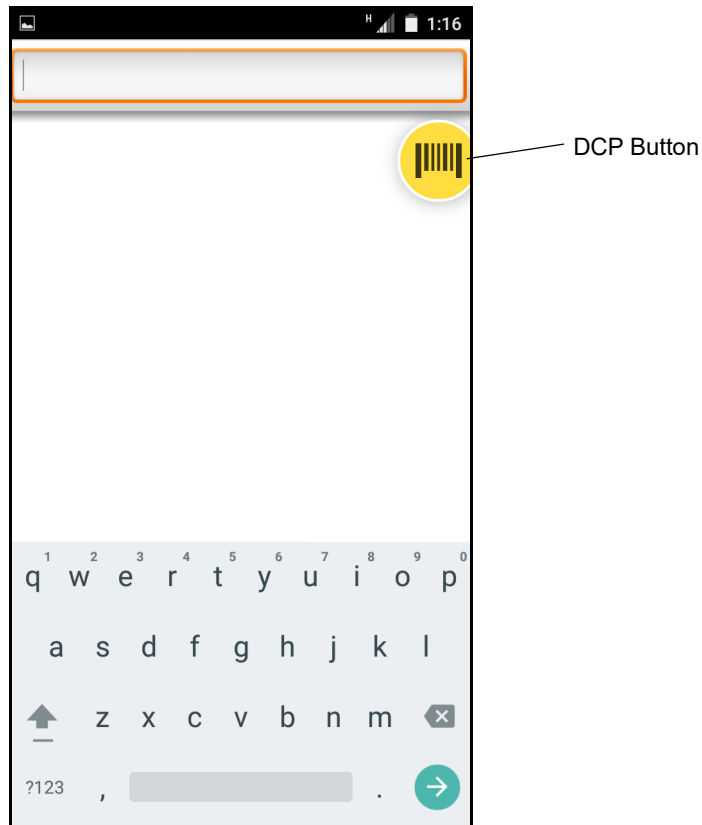 H 1:16
DCP Button
1 2 3 4 5 6 7 8 9 0
q w e r t y u i o p
a s d f g h j k l
z x c v b n m
?123 , .